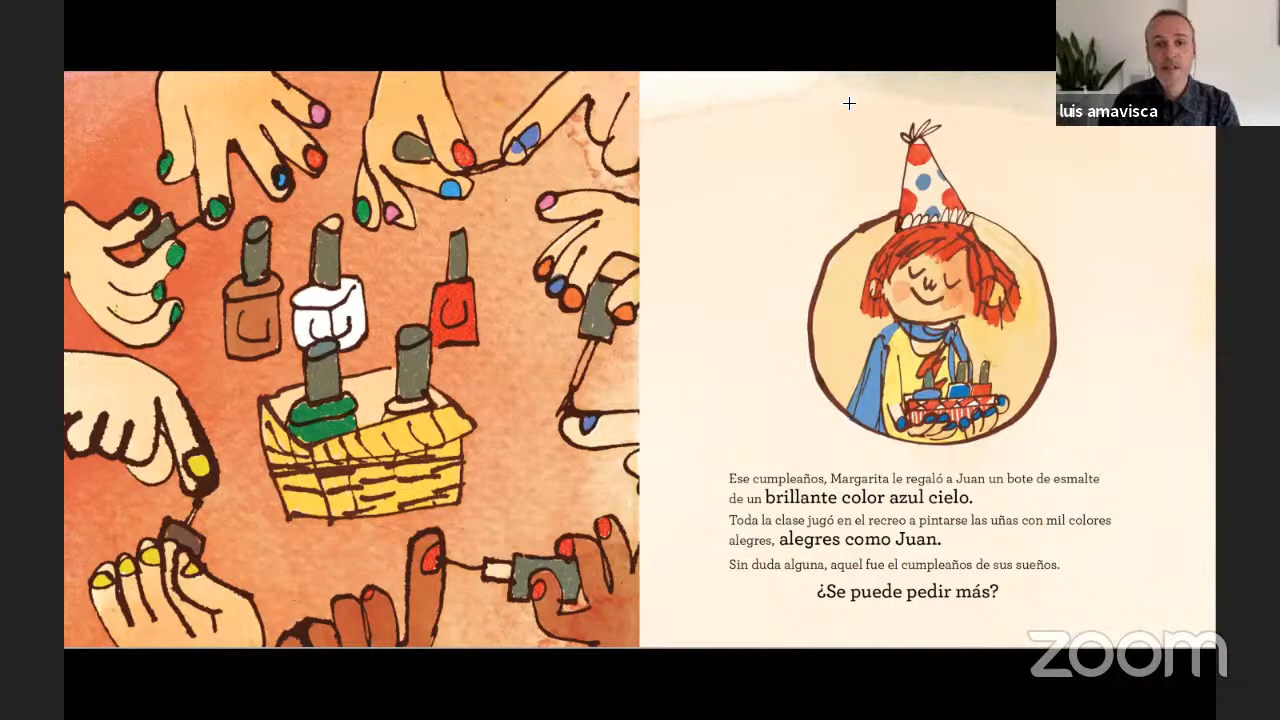 luis amavisca
Ese cumpleaños, Margarita le regaló a Juan un bote de esmalte
de un brillante color azul cielo.
Toda la clase jugó en el recreo a pintarse las uñas con mil colores
alegres, alegres como Juan.
Sin duda alguna, aquel fue el cumpleaños de sus sueños.
¿Se puede pedir más?
zoom